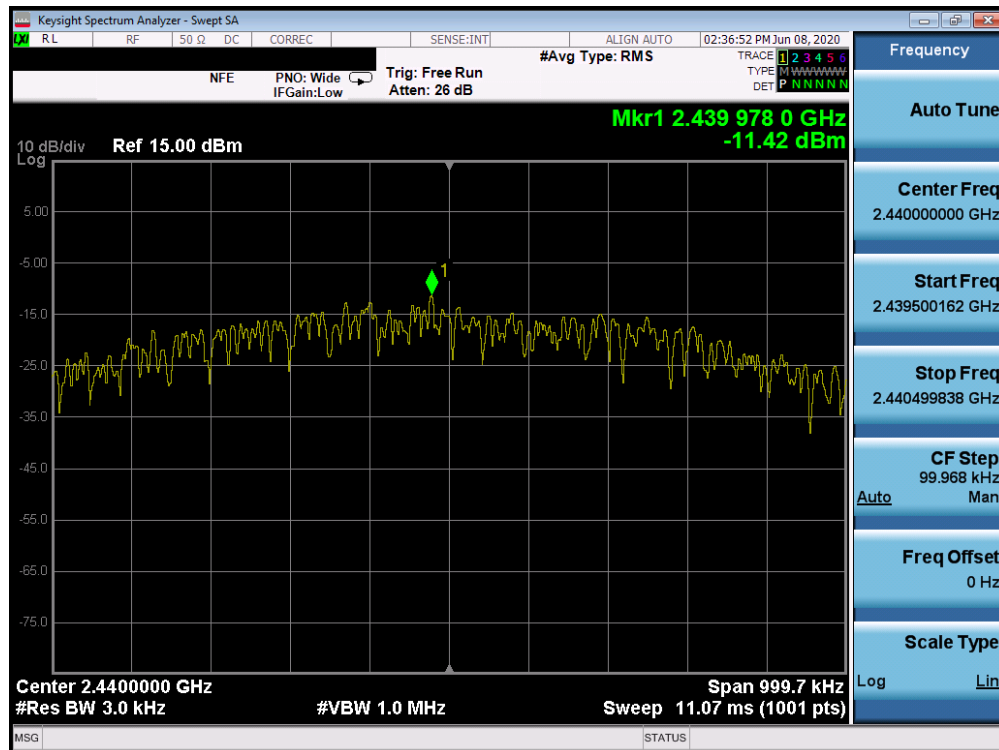 Keysight Spectrum Analyzer - Swept SA
LXI RL RF 50 Ω DC CORREC SENSE:INT ALIGN AUTO 02:36:52 PM Jun 08, 2020
NFE
PNO: Wide
IFGain:Low
Trig: Free Run
Atten: 26 dB
#Avg Type: RMS
TRACE 1 2 3 4 5 6
TYPE M WWWWW
DET P N N N N N
Mkr1 2.439 978 0 GHz
-11.42 dBm
10 dB/div Ref 15.00 dBm
Log
5.00
-5.00
1
-15.0
-25.0
-35.0
-45.0
-55.0
-65.0
-75.0
Center 2.4400000 GHz Span 999.7 kHz
#Res BW 3.0 kHz #VBW 1.0 MHz Sweep 11.07 ms (1001 pts)
MSG STATUS
Frequency
Auto Tune
Center Freq
2.440000000 GHz
Start Freq
2.439500162 GHz
Stop Freq
2.440499838 GHz
CF Step
99.968 kHz
Auto Man
Freq Offset
0 Hz
Scale Type
Log Lin